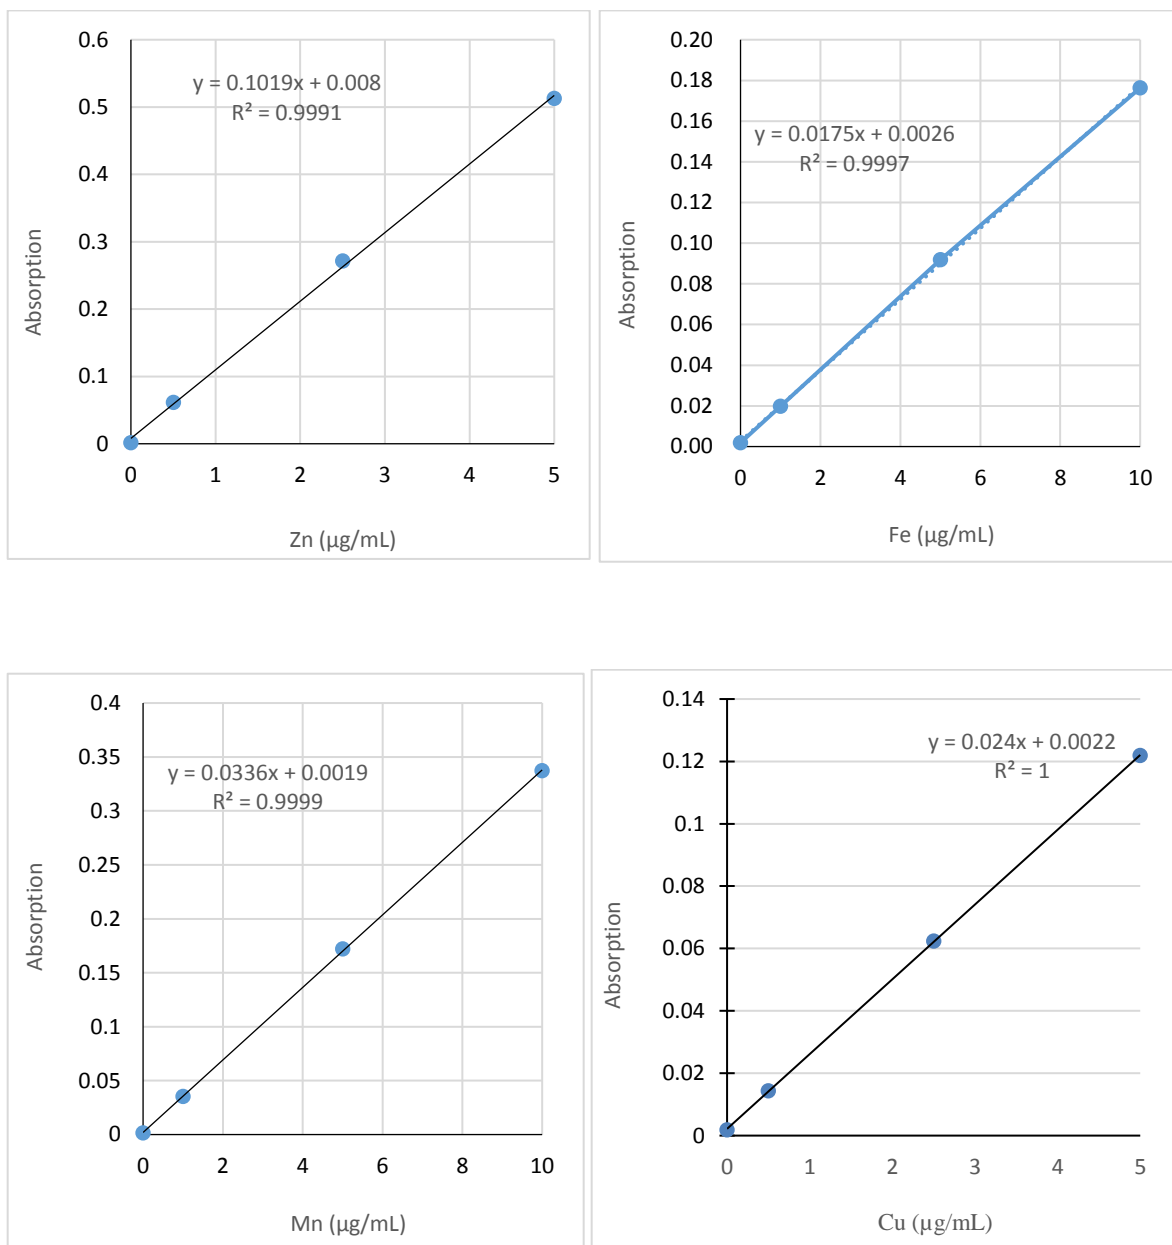 0.6
0.5
0.4
0.3
0.2
0.1
0
y = 0.1019x + 0.008
R² = 0.9991
Absorption
0 1 2 3 4 5
Zn (µg/mL)
0.20
0.18
0.16
0.14
0.12
0.10
0.08
0.06
0.04
0.02
0.00
y = 0.0175x + 0.0026
R² = 0.9997
Absorption
0 2 4 6 8 10
Fe (µg/mL)
0.4
0.35
0.3
0.25
0.2
0.15
0.1
0.05
0
y = 0.0336x + 0.0019
R² = 0.9999
Absorption
0 2 4 6 8 10
Mn (µg/mL)
0.14
0.12
0.1
0.08
0.06
0.04
0.02
0
y = 0.024x + 0.0022
R² = 1
Absorption
0 1 2 3 4 5
Cu (µg/mL)